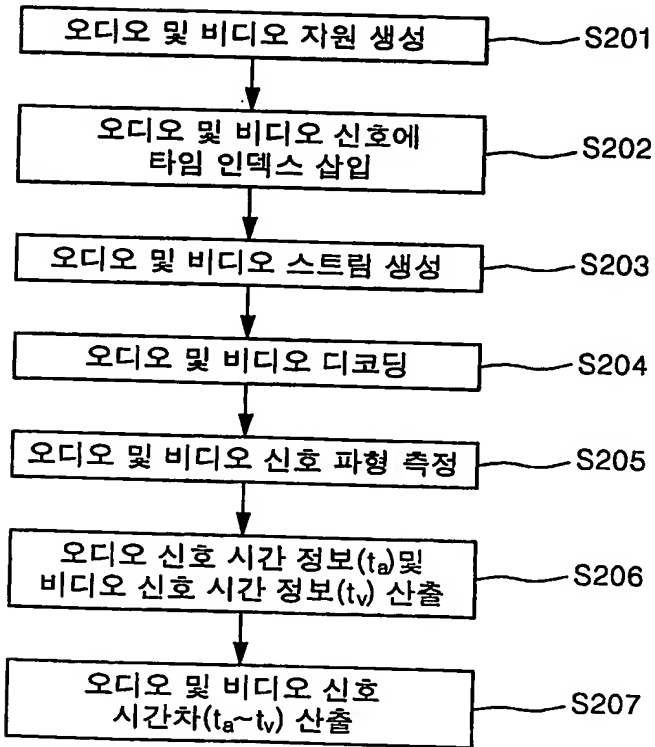 오디오 및 비디오 자원 생성
S201
오디오 및 비디오 신호에
타임 인덱스 삽입
S202
오디오 및 비디오 스트림 생성
S203
오디오 및 비디오 디코딩
S204
오디오 및 비디오 신호 파형 측정
S205
오디오 신호 시간 정보(ta)및
비디오 신호 시간 정보(tv) 산출
S206
오디오 및 비디오 신호
시간차(ta~tv) 산출
S207